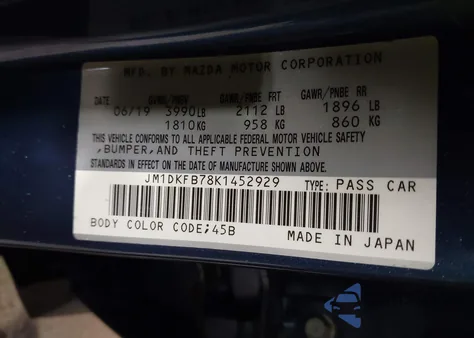 MFD. BY MAZDA MOTOR CORPORATION
DATE GVWR/PNBV GAWR/PNBE FRT GAWR/PNBE RR
06/19 3990 LB 2112 LB 1896 LB
1810 KG 958 KG 860 KG
THIS VEHICLE CONFORMS TO ALL APPLICABLE FEDERAL MOTOR VEHICLE SAFETY
,BUMPER,AND THEFT PREVENTION
STANDARDS IN EFFECT ON THE DATE OF MANUFACTURE SHOWN ABOVE.
JM1DKFB78K1452929 TYPE: PASS CAR
BODY COLOR CODE;45B MADE IN JAPAN